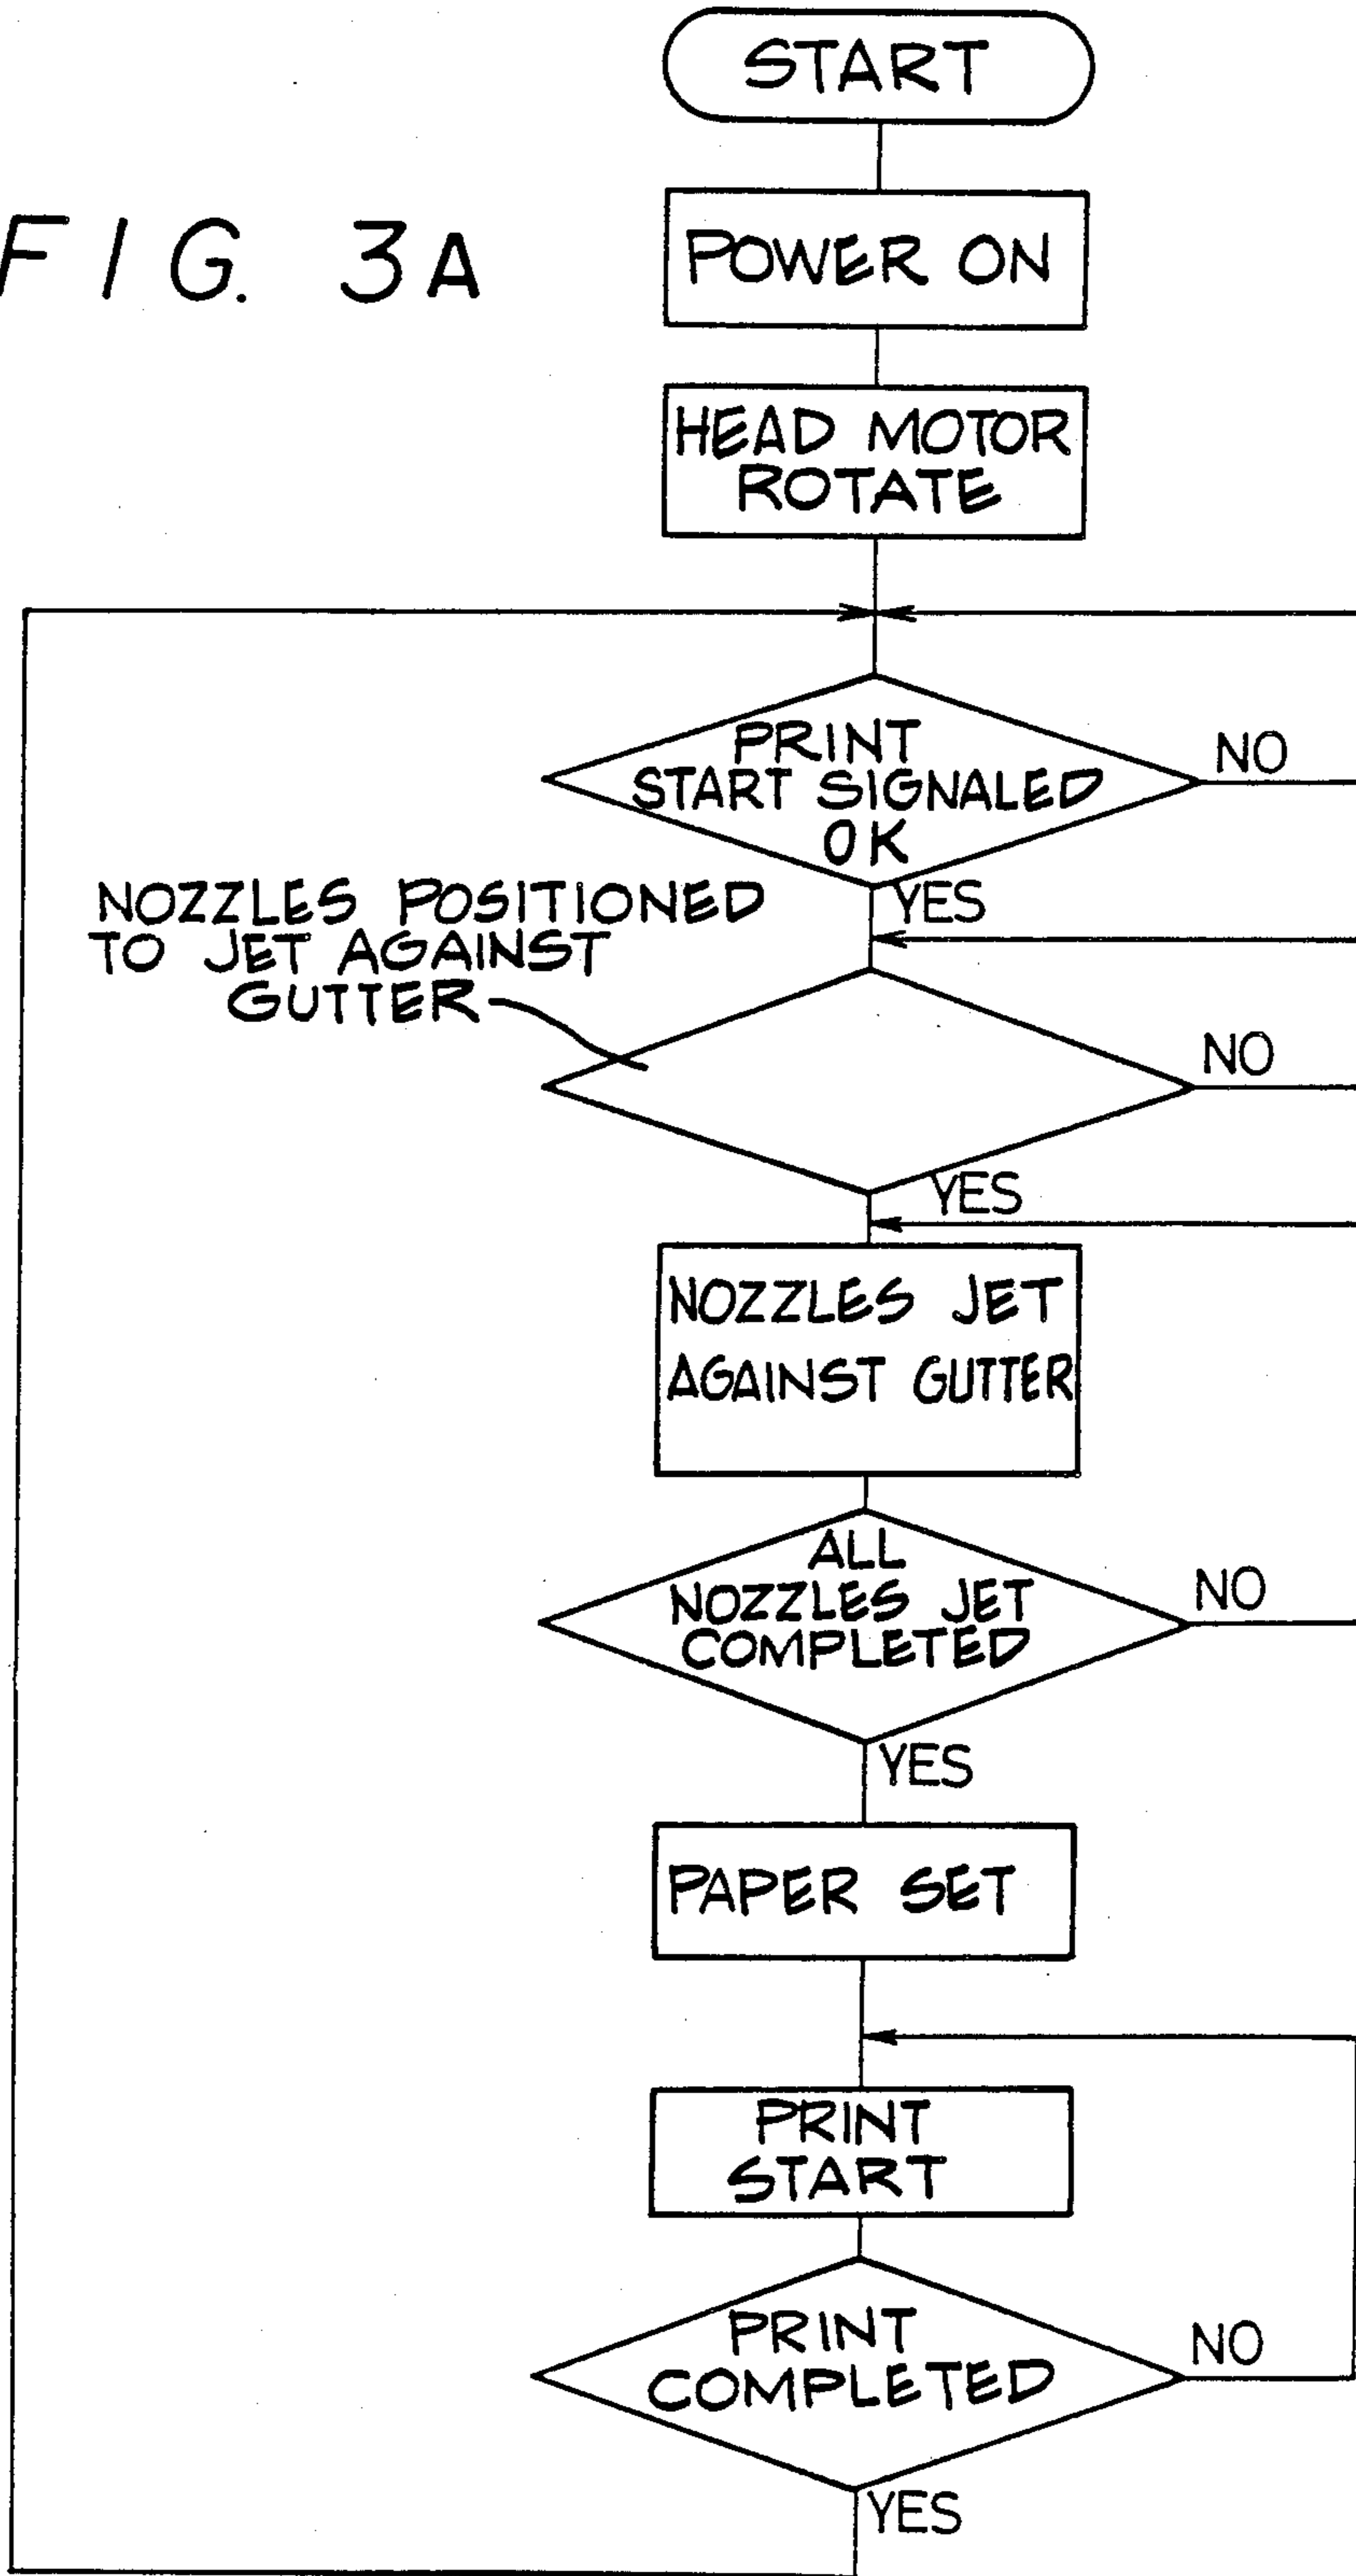 START
FIG. 3A
POWER ON
HEAD MOTOR
ROTATE
PRINT
START SIGNALED
OK
NO
YES
NOZZLES POSITIONED
TO JET AGAINST
GUTTER
NO
YES
NOZZLES JET
AGAINST GUTTER
ALL
NOZZLES JET
COMPLETED
NO
YES
PAPER SET
PRINT
START
PRINT
COMPLETED
NO
YES